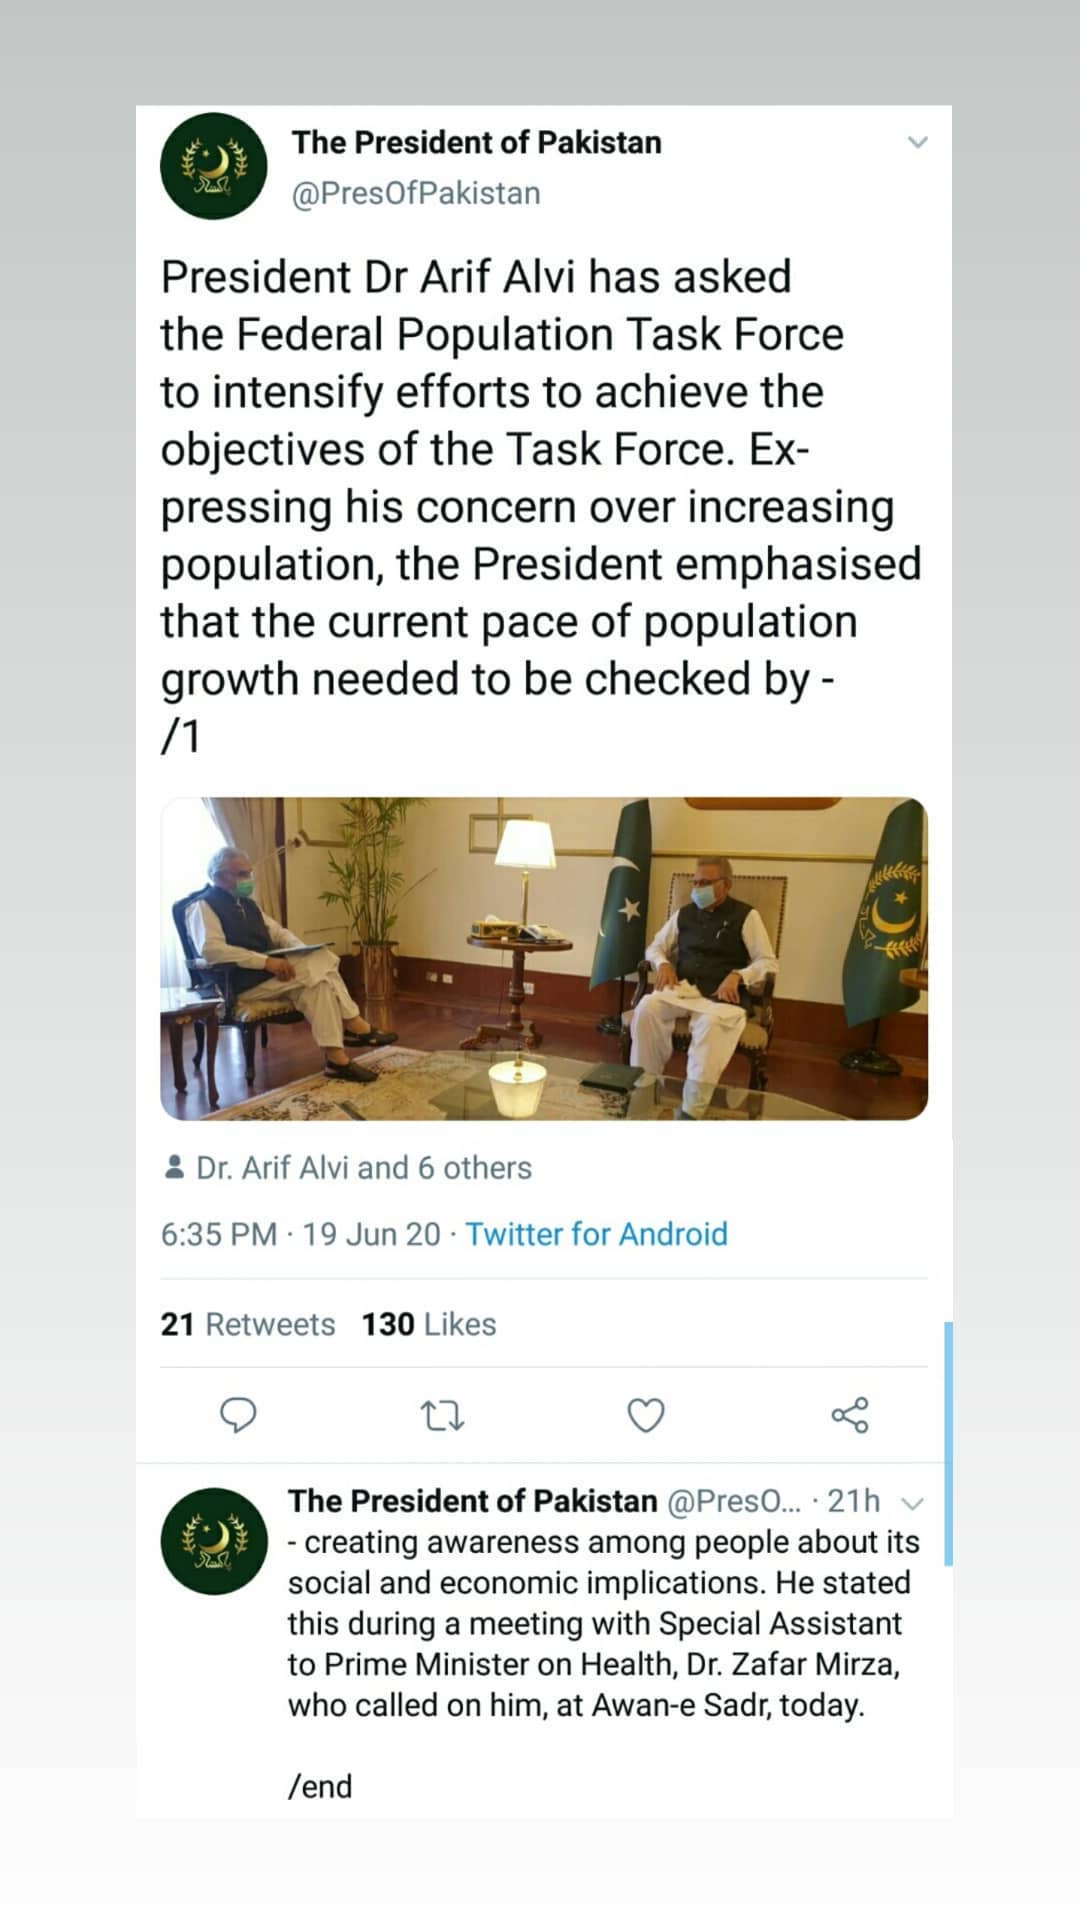 The President of Pakistan
@PresOfPakistan
President Dr Arif Alvi has asked
the Federal Population Task Force
to intensify efforts to achieve the
objectives of the Task Force. Ex-
pressing his concern over increasing
population, the President emphasised
that the current pace of population
growth needed to be checked by -
/1
Dr. Arif Alvi and 6 others
6:35 PM · 19 Jun 20 · Twitter for Android
21 Retweets 130 Likes
The President of Pakistan @PresO... · 21h
- creating awareness among people about its
social and economic implications. He stated
this during a meeting with Special Assistant
to Prime Minister on Health, Dr. Zafar Mirza,
who called on him, at Awan-e Sadr, today.
/end